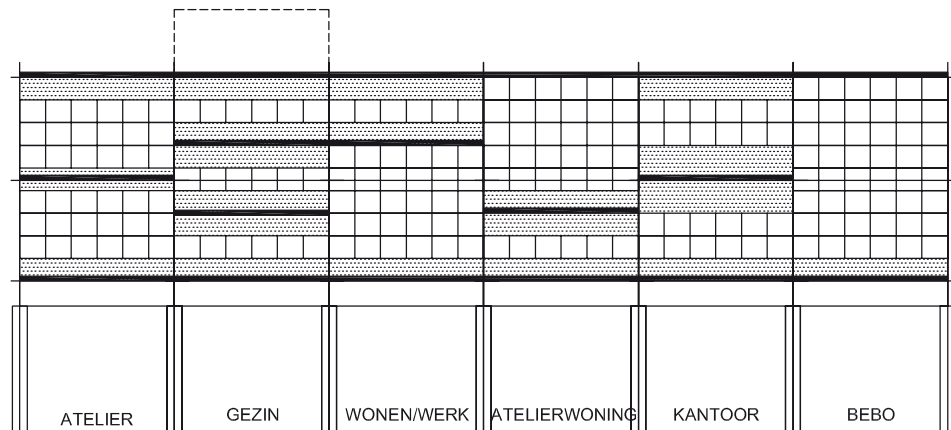 ATELIER
GEZIN
WONEN/WERK
ATELIERWONING
KANTOOR
BEBO